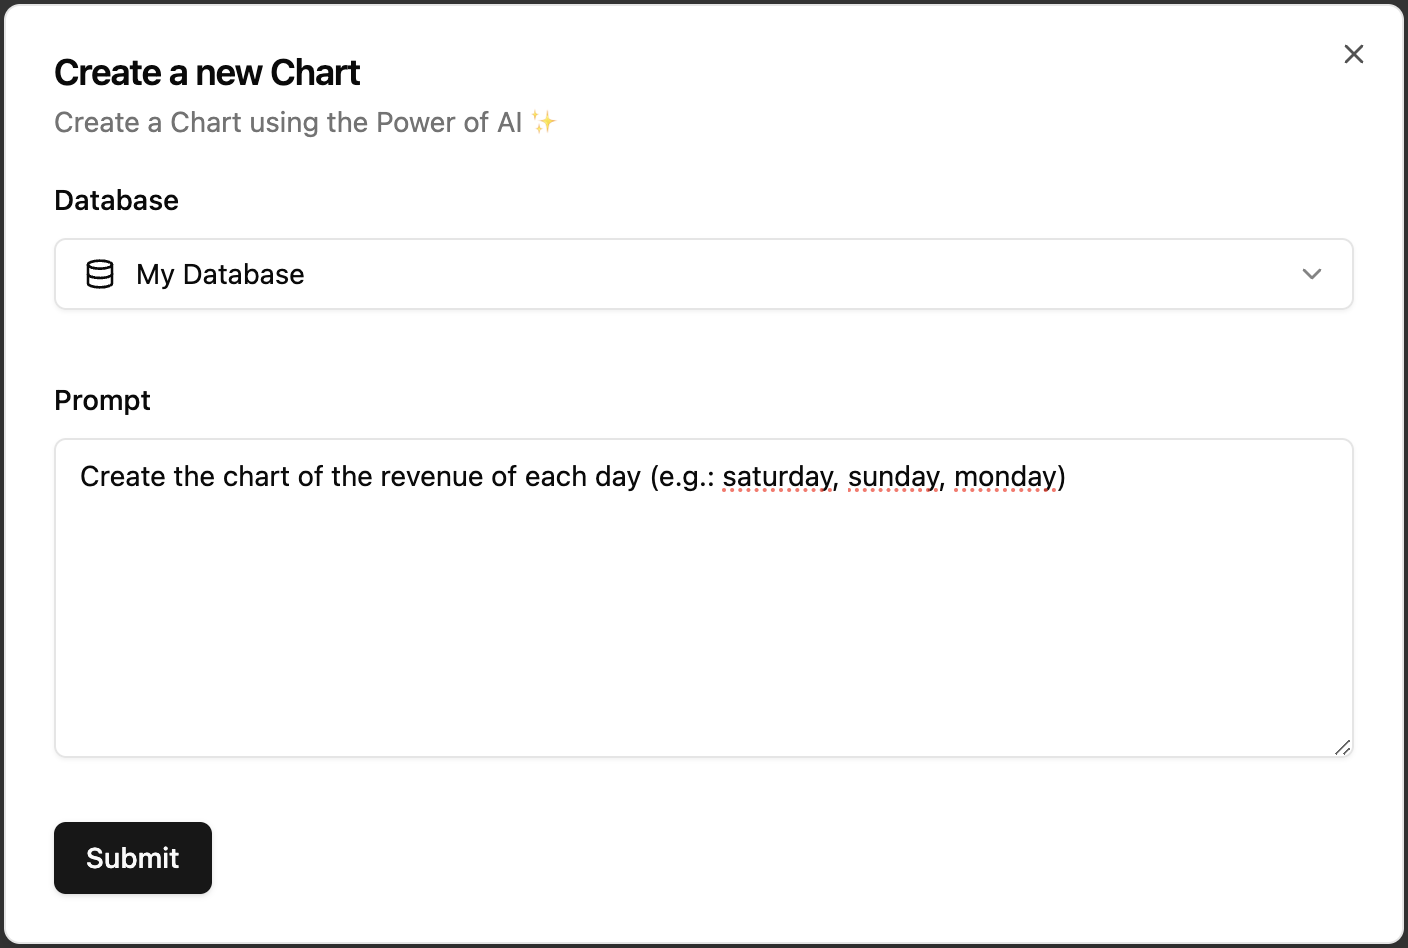 Create a new Chart
Create a Chart using the Power of AI ✨
Database
My Database
Prompt
Create the chart of the revenue of each day (e.g.: saturday, sunday, monday)
Submit